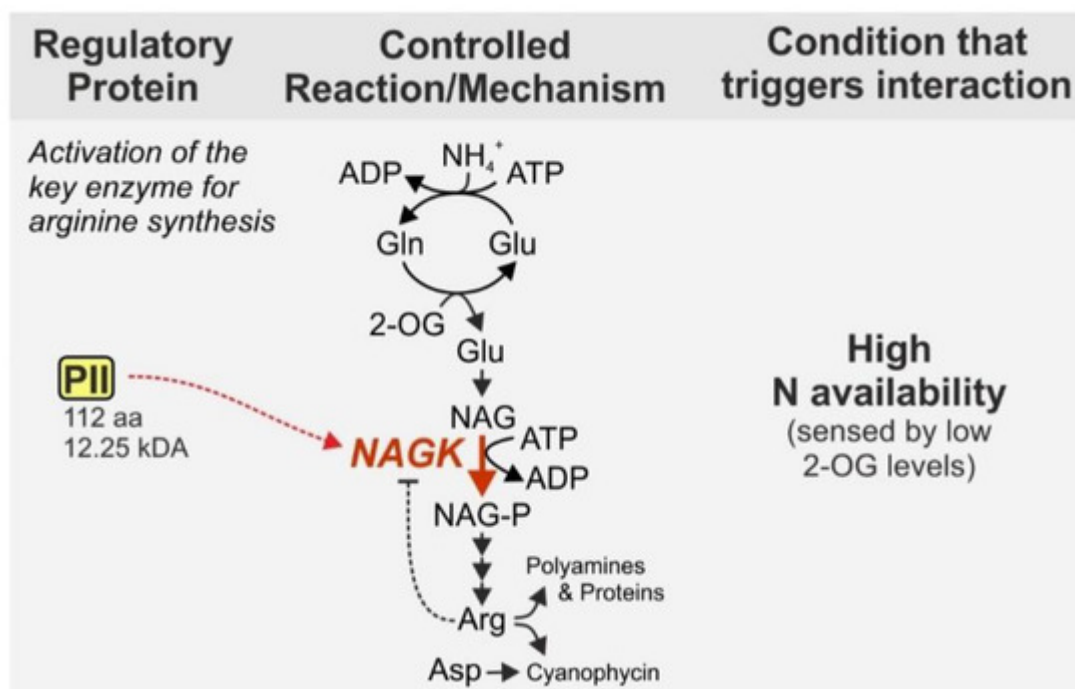 Regulatory
Protein
Controlled
Reaction/Mechanism
Condition that
triggers interaction
Activation of the
key enzyme for
arginine synthesis
ADP
NH₄⁺
ATP
Gln
Glu
2-OG
Glu
PII
112 aa
12.25 kDA
NAG
ATP
NAGK
ADP
NAG-P
Polyamines
& Proteins
Arg
Asp
Cyanophycin
High
N availability
(sensed by low
2-OG levels)